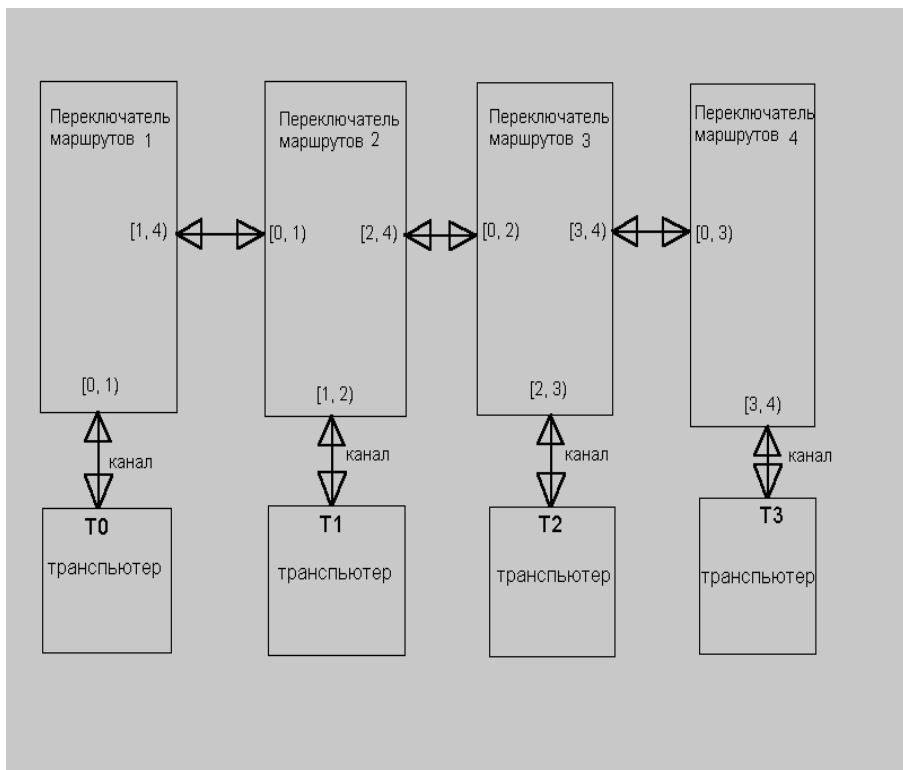 Переключатель
маршрутов 1
Переключатель
маршрутов 2
Переключатель
маршрутов 3
Переключатель
маршрутов 4
[1, 4)
[0, 1)
[2, 4)
[0, 2)
[3, 4)
[0, 3)
[0, 1)
[1, 2)
[2, 3)
[3, 4)
канал
канал
канал
канал
T0
транспьютер
T1
транспьютер
T2
транспьютер
T3
транспьютер